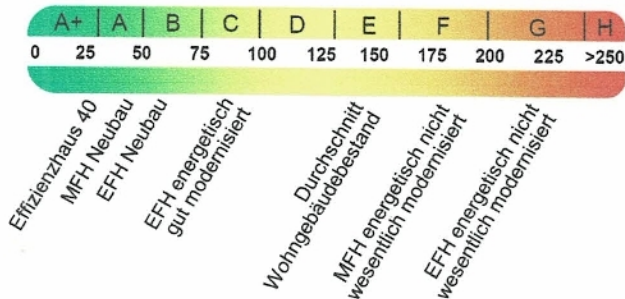 A+ A B C D E F G H
0 25 50 75 100 125 150 175 200 225 >250
Effizienzhaus 40
MFH Neubau
EFH Neubau
EFH energetisch
gut modernisiert
Durchschnitt
Wohngebäudebestand
MFH energetisch nicht
wesentlich modernisiert
EFH energetisch nicht
wesentlich modernisiert